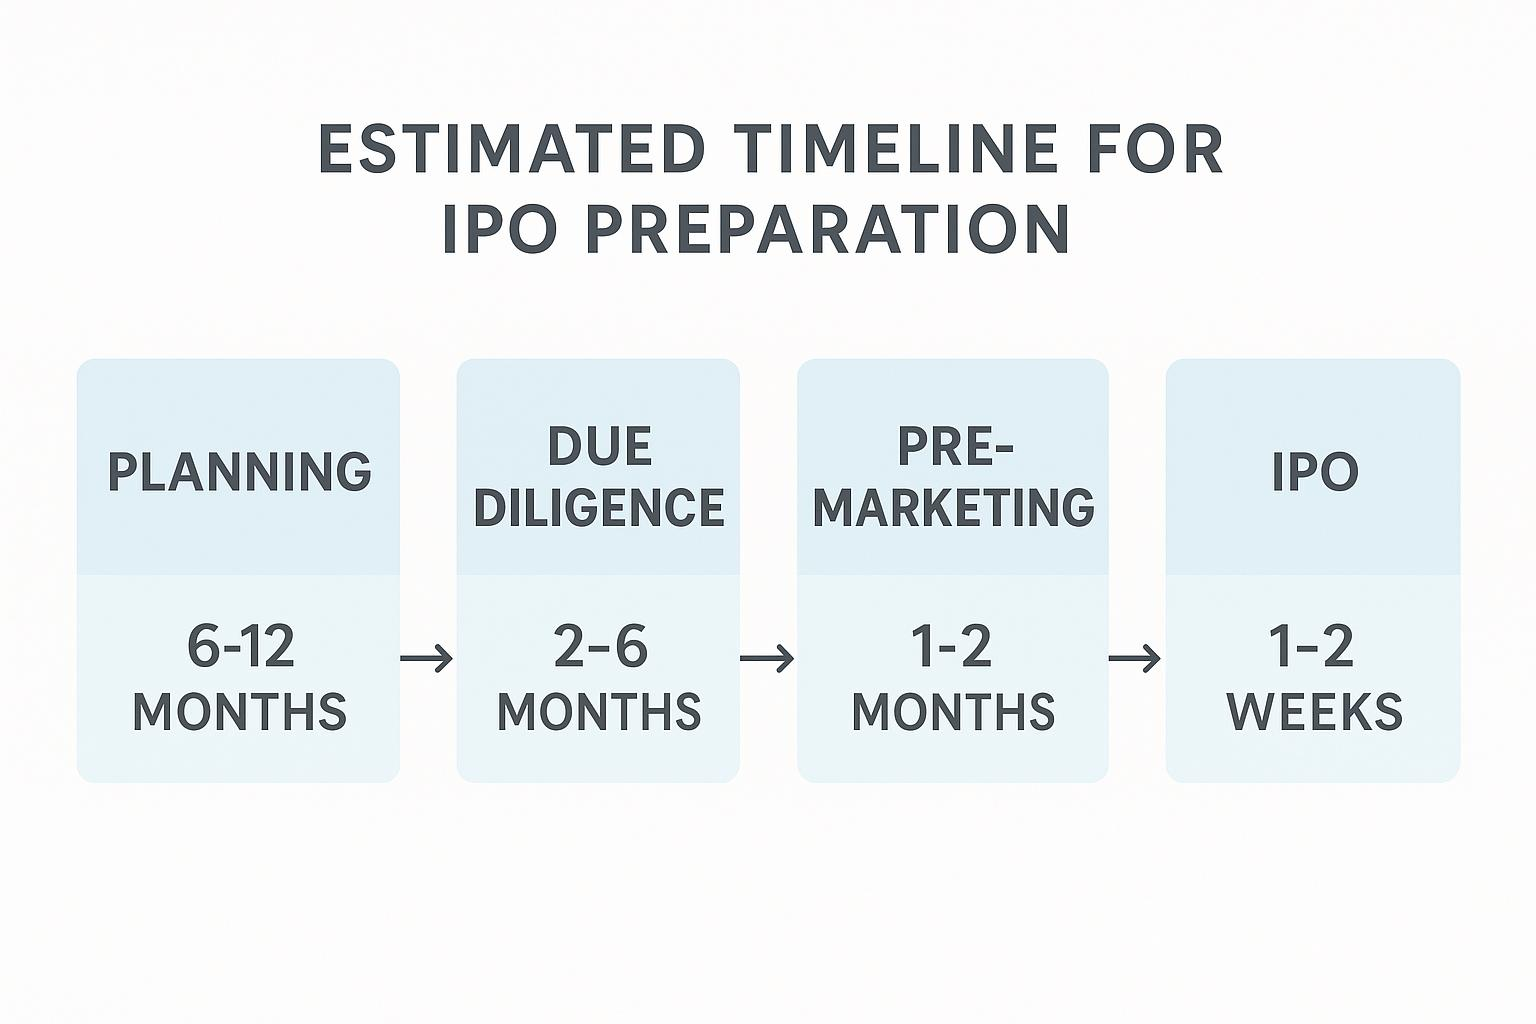 ESTIMATED TIMELINE FOR
IPO PREPARATION
PLANNING
6-12
MONTHS
DUE
DILIGENCE
2–6
MONTHS
PRE-
MARKETING
1-2
MONTHS
IPO
1–2
WEEKS